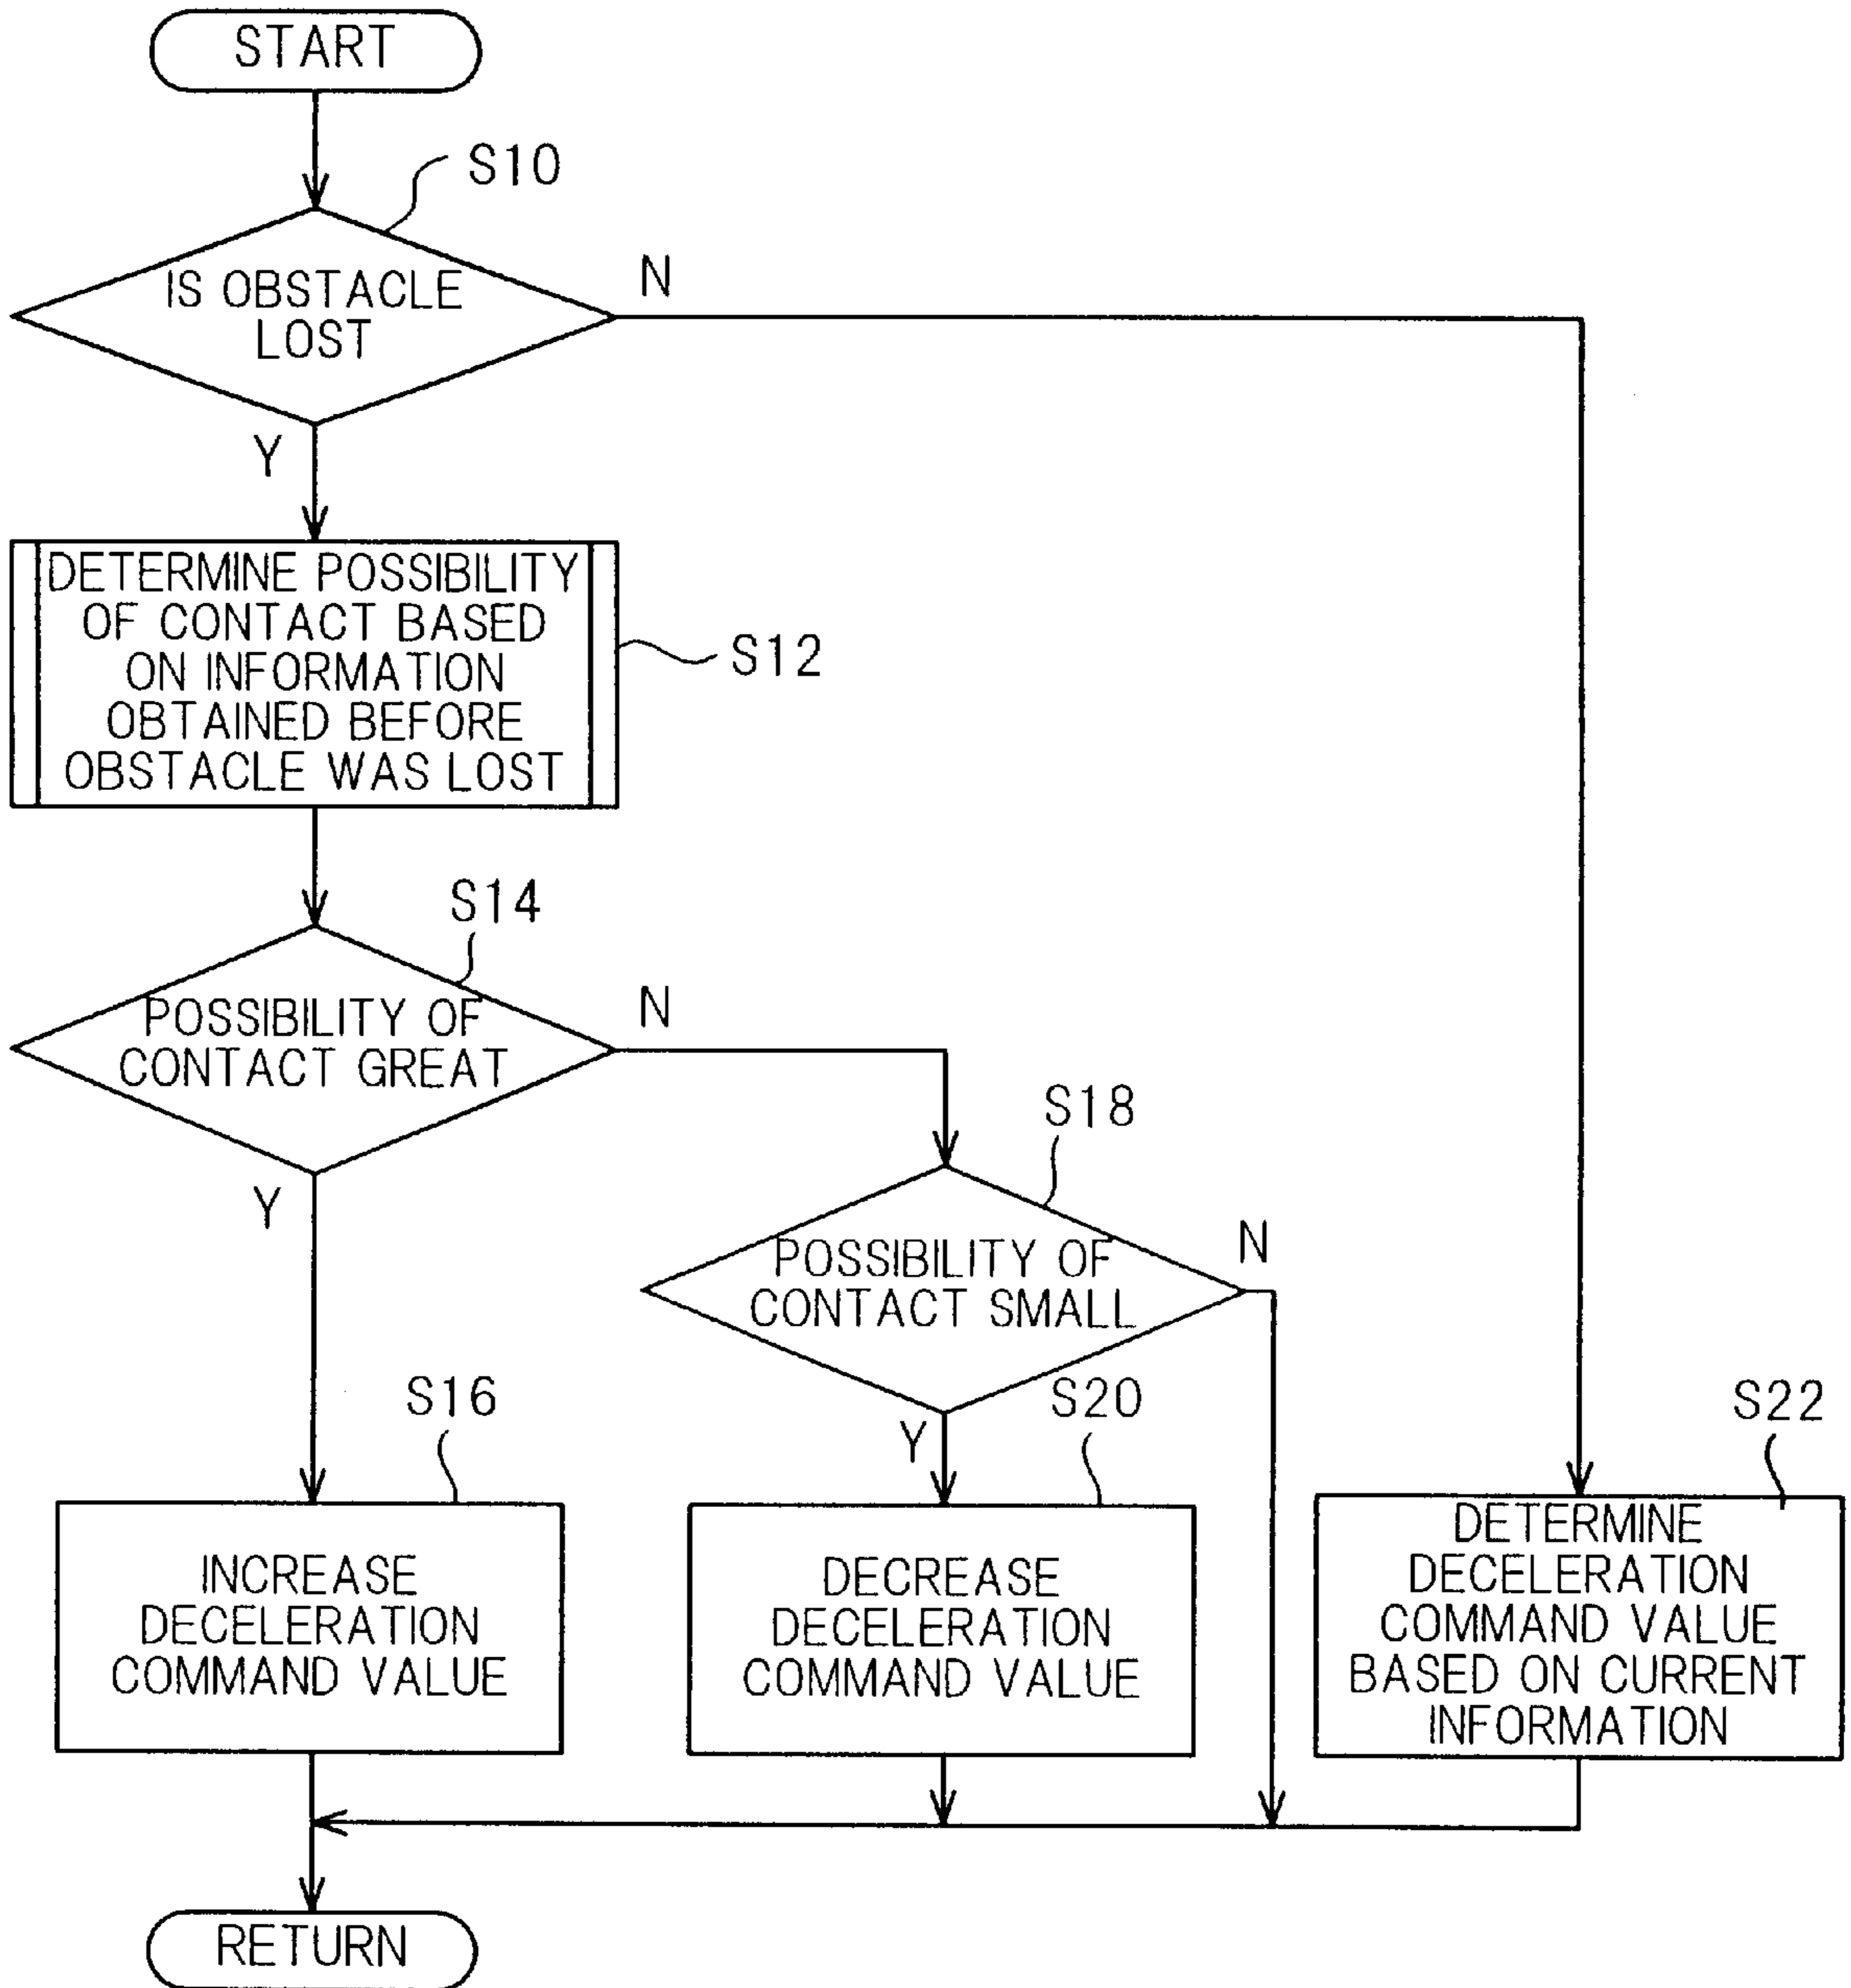 START
S10
IS OBSTACLE
LOST
N
Y
DETERMINE POSSIBILITY
OF CONTACT BASED
ON INFORMATION
OBTAINED BEFORE
OBSTACLE WAS LOST
S12
S14
POSSIBILITY OF
CONTACT GREAT
N
Y
S18
POSSIBILITY OF
CONTACT SMALL
N
Y
S16
INCREASE
DECELERATION
COMMAND VALUE
S20
DECREASE
DECELERATION
COMMAND VALUE
S22
DETERMINE
DECELERATION
COMMAND VALUE
BASED ON CURRENT
INFORMATION
RETURN